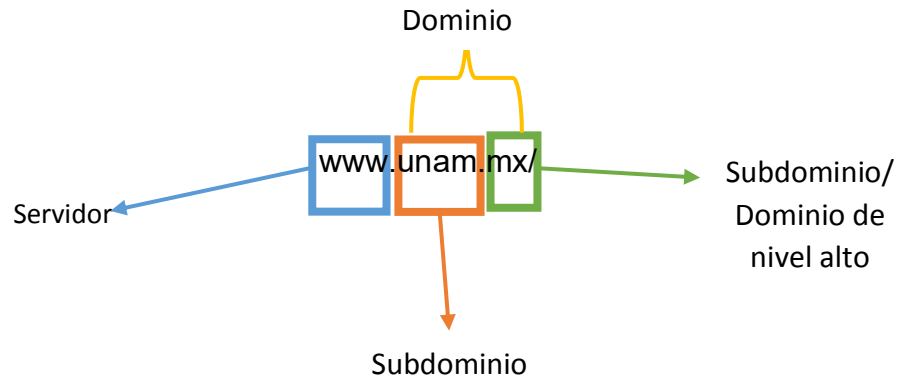 Dominio
www.unam.mx/
Servidor
Subdominio/
Dominio de
nivel alto
Subdominio